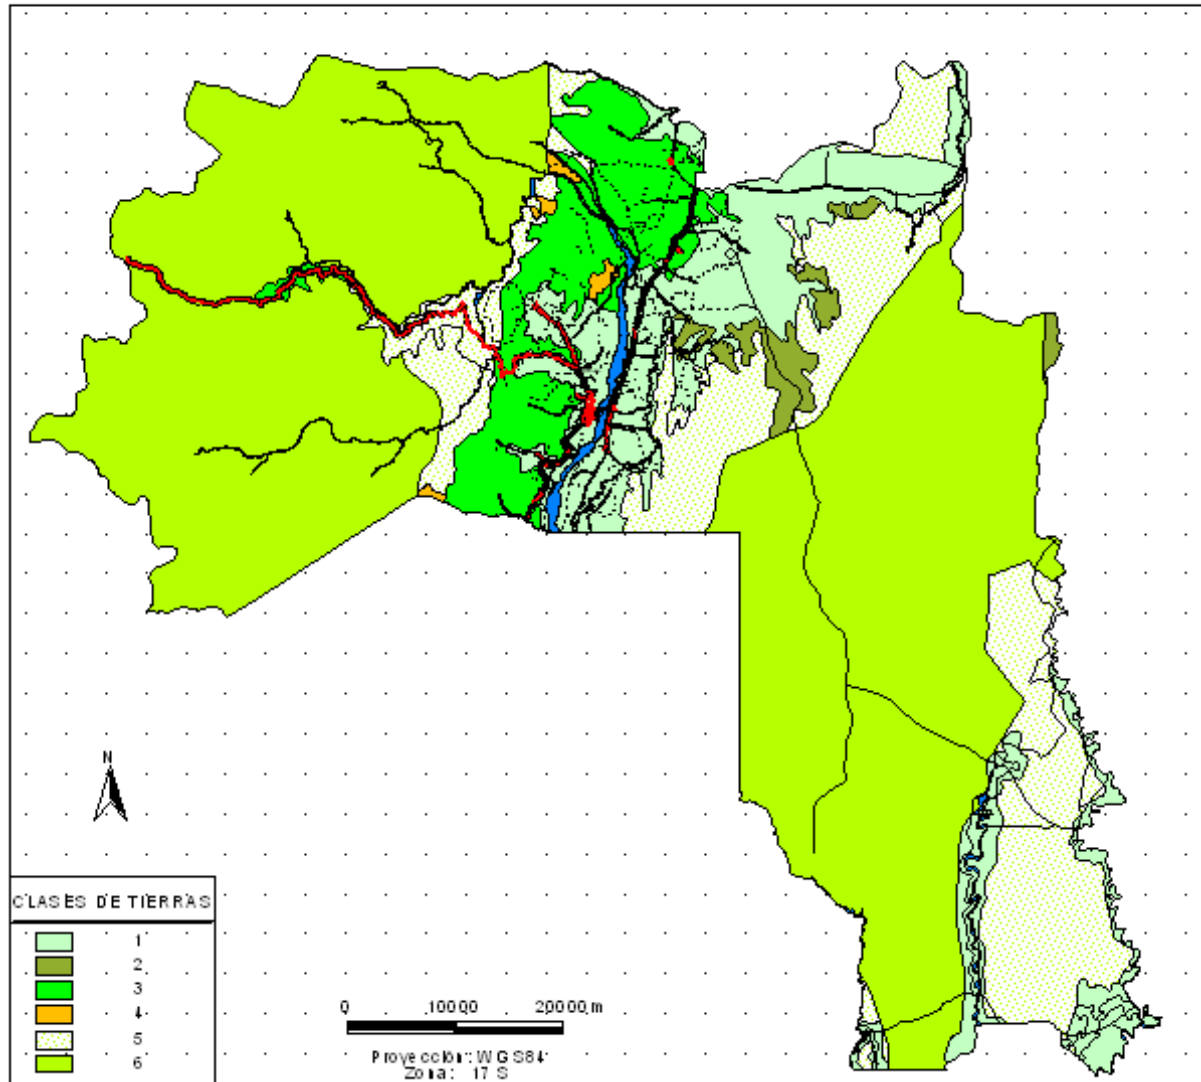 N
CLASES DE TIERRAS
1
2
3
4
5
6
0 10000 20000 m
Proyección: WGS84
Zona: 17 S